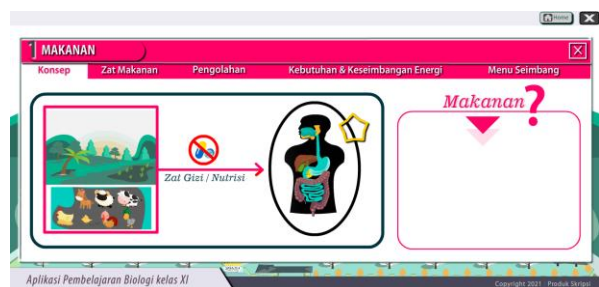 Home
1 MAKANAN
Konsep Zat Makanan Pengolahan Kebutuhan & Keseimbangan Energi Menu Seimbang
Makanan?
Zat Gizi / Nutrisi
Aplikasi Pembelajaran Biologi kelas XI
Copyright 2021 Produk Skripsi